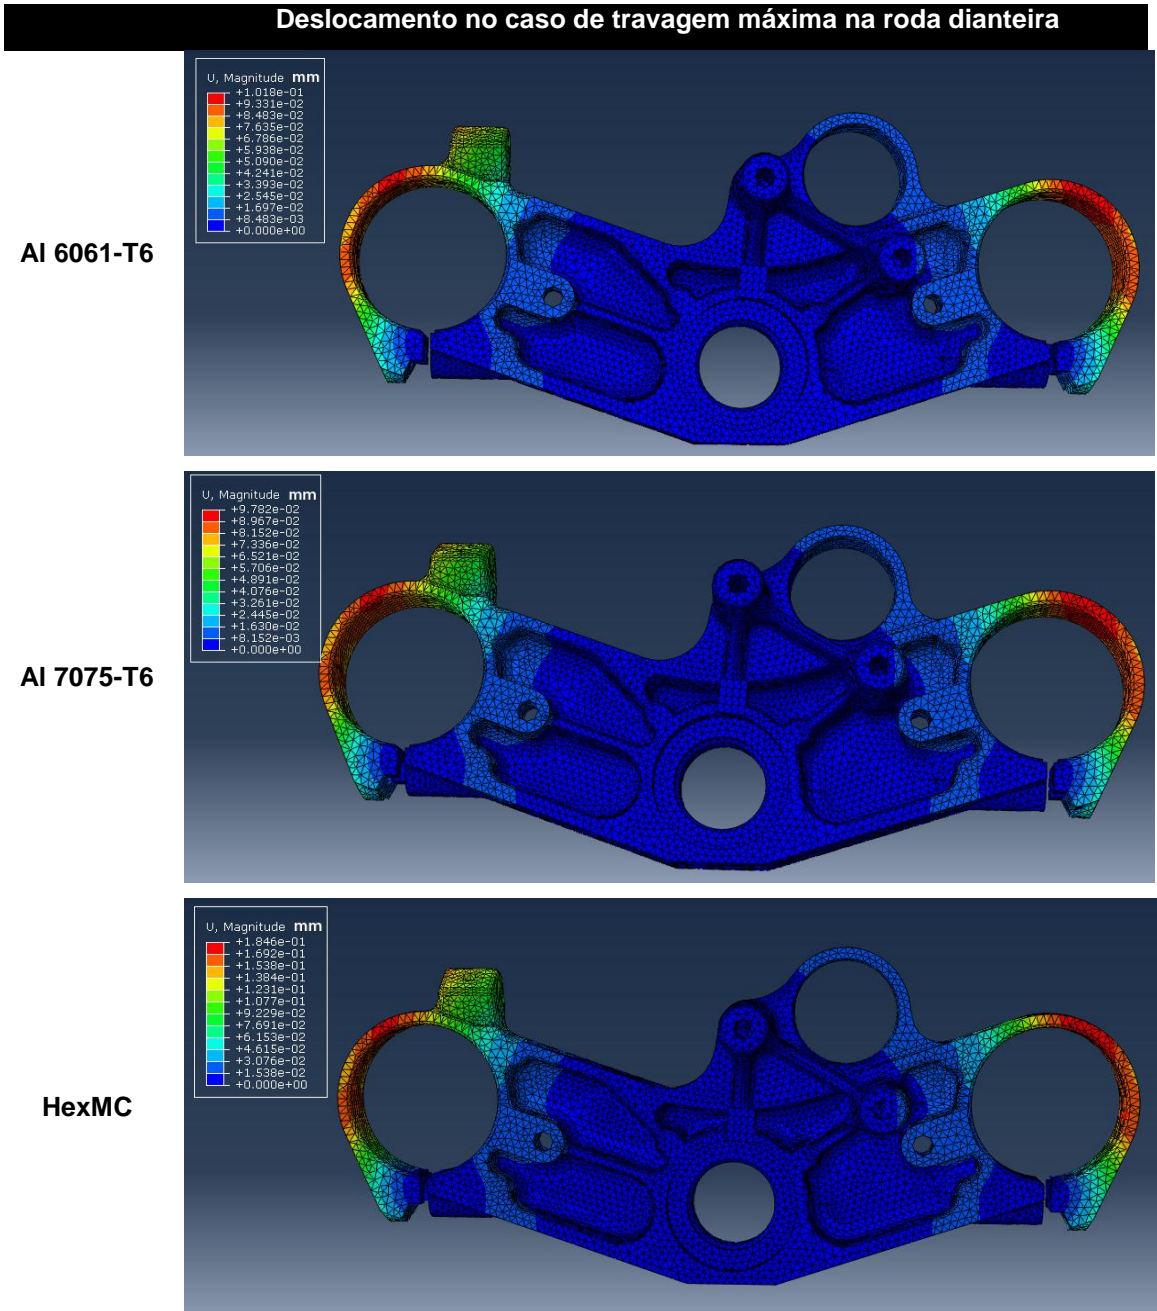 Deslocamento no caso de travagem máxima na roda dianteira
U, Magnitude mm
+1.018e-01
+9.331e-02
+8.483e-02
+7.635e-02
+6.786e-02
+5.938e-02
+5.090e-02
+4.241e-02
+3.393e-02
+2.545e-02
+1.697e-02
+8.483e-03
+0.000e+00
Al 6061-T6
U, Magnitude mm
+9.782e-02
+8.967e-02
+8.152e-02
+7.336e-02
+6.521e-02
+5.706e-02
+4.891e-02
+4.076e-02
+3.261e-02
+2.445e-02
+1.630e-02
+8.152e-03
+0.000e+00
Al 7075-T6
U, Magnitude mm
+1.846e-01
+1.692e-01
+1.538e-01
+1.384e-01
+1.231e-01
+1.077e-01
+9.229e-02
+7.691e-02
+6.153e-02
+4.615e-02
+3.076e-02
+1.538e-02
+0.000e+00
HexMC